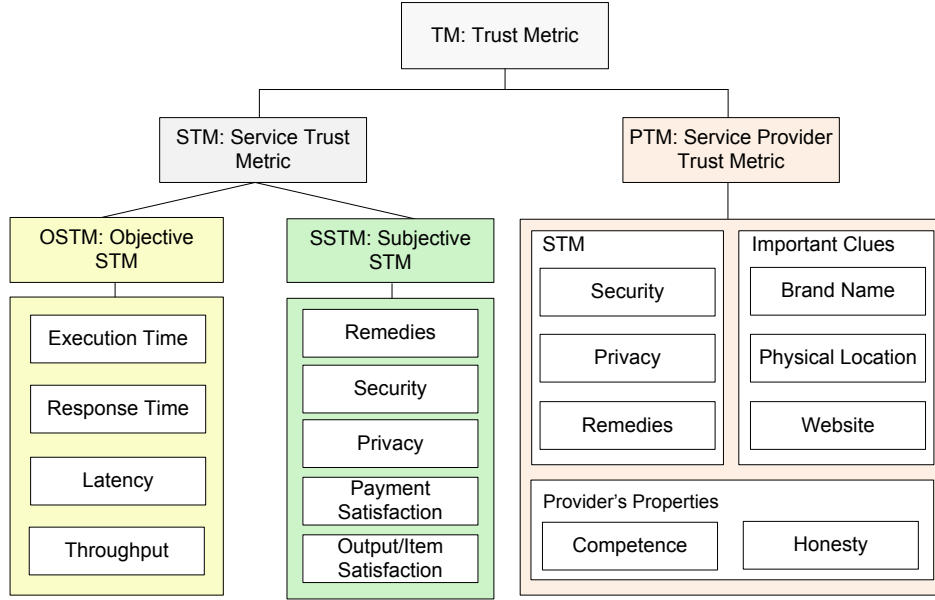 TM: Trust Metric
STM: Service Trust
Metric
PTM: Service Provider
Trust Metric
OSTM: Objective
STM
SSTM: Subjective
STM
Execution Time
Response Time
Latency
Throughput
Remedies
Security
Privacy
Payment
Satisfaction
Output/Item
Satisfaction
STM
Security
Privacy
Remedies
Important Clues
Brand Name
Physical Location
Website
Provider's Properties
Competence
Honesty